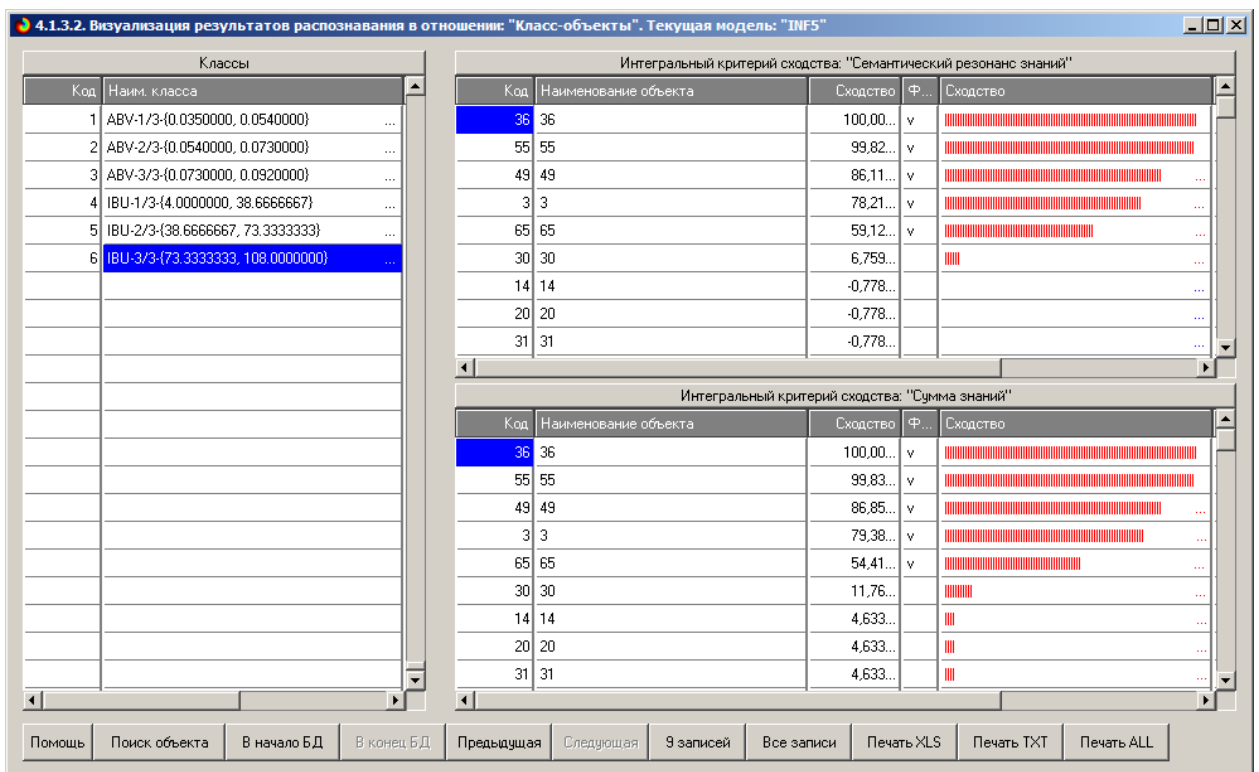 4.1.3.2. Визуализация результатов распознавания в отношении: "Класс-объекты". Текущая модель: "INF5"
Классы
Код Наим. класса
1 ABV-1/3-{0.0350000, 0.0540000} ...
2 ABV-2/3-{0.0540000, 0.0730000} ...
3 ABV-3/3-{0.0730000, 0.0920000} ...
4 IBU-1/3-{4.0000000, 38.6666667} ...
5 IBU-2/3-{38.6666667, 73.3333333} ...
6 IBU-3/3-{73.3333333, 108.0000000} ...
Интегральный критерий сходства: "Семантический резонанс знаний"
Код Наименование объекта Сходство Ф... Сходство
36 36 100,00... v
55 55 99,82... v
49 49 86,11... v ...
3 3 78,21... v ...
65 65 59,12... v ...
30 30 6,759... ...
14 14 -0,778... ...
20 20 -0,778... ...
31 31 -0,778... ...
Интегральный критерий сходства: "Сумма знаний"
Код Наименование объекта Сходство Ф... Сходство
36 36 100,00... v
55 55 99,83... v
49 49 86,85... v ...
3 3 79,38... v ...
65 65 54,41... v ...
30 30 11,76... ...
14 14 4,633... ...
20 20 4,633... ...
31 31 4,633... ...
Помощь Поиск объекта В начало БД В конец БД Предыдущая Следующая 9 записей Все записи Печать XLS Печать TXT Печать ALL